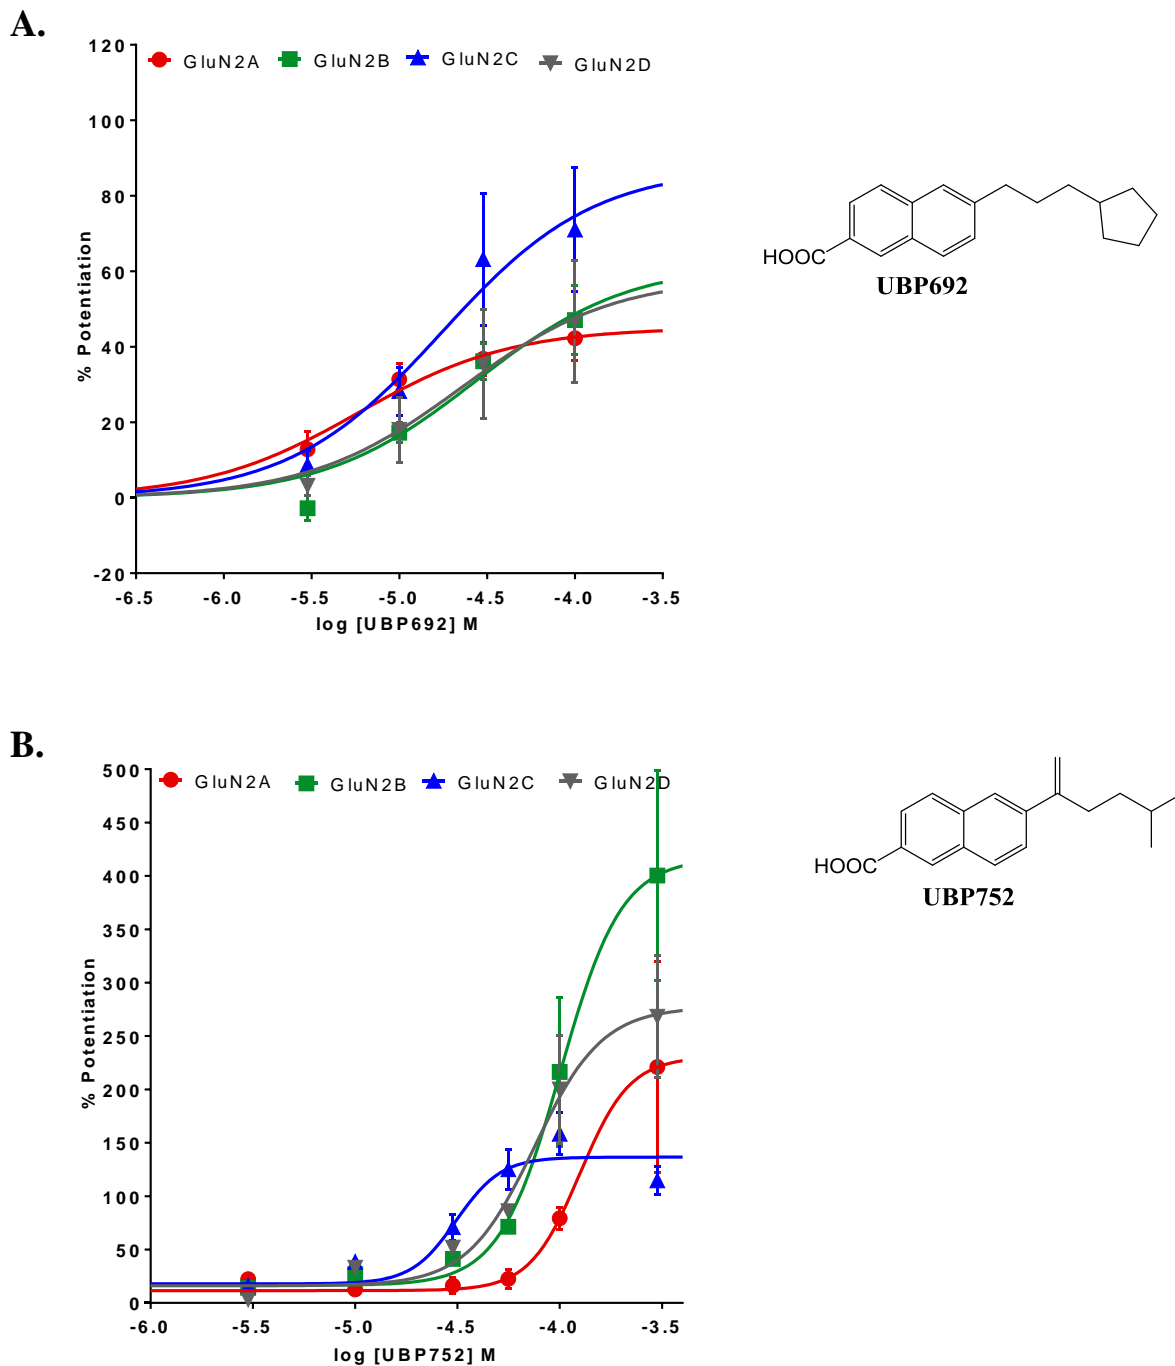 A.
120
100
80
60
40
20
0
-20
% Potentiation
GluN2A GluN2B GluN2C GluN2D
-6.5 -6.0 -5.5 -5.0 -4.5 -4.0 -3.5
log [UBP692] M
HOOC
UBP692
B.
500
450
400
350
300
250
200
150
100
50
0
% Potentiation
GluN2A GluN2B GluN2C GluN2D
-6.0 -5.5 -5.0 -4.5 -4.0 -3.5
log [UBP752] M
HOOC
UBP752